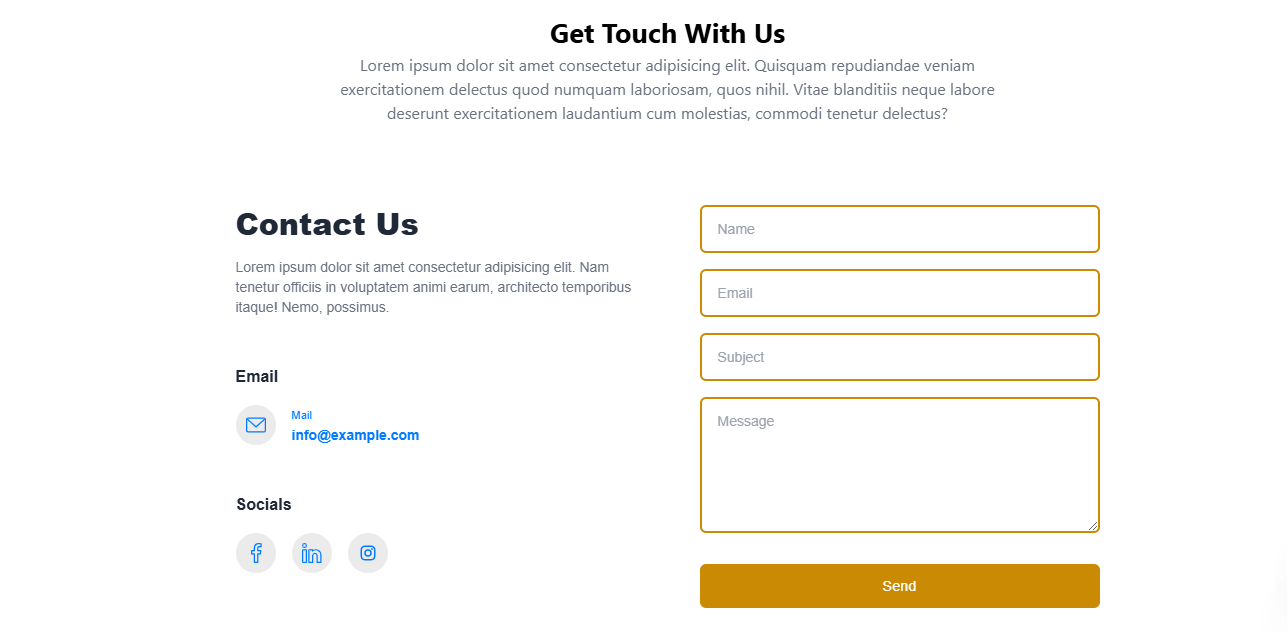 Get Touch With Us
Lorem ipsum dolor sit amet consectetur adipisicing elit. Quisquam repudiandae veniam
exercitationem delectus quod numquam laboriosam, quos nihil. Vitae blanditiis neque labore
deserunt exercitationem laudantium cum molestias, commodi tenetur delectus?
Contact Us
Lorem ipsum dolor sit amet consectetur adipisicing elit. Nam
tenetur officiis in voluptatem animi earum, architecto temporibus
itaque! Nemo, possimus.
Email
Mail
info@example.com
Socials
in
Name
Email
Subject
Message
Send